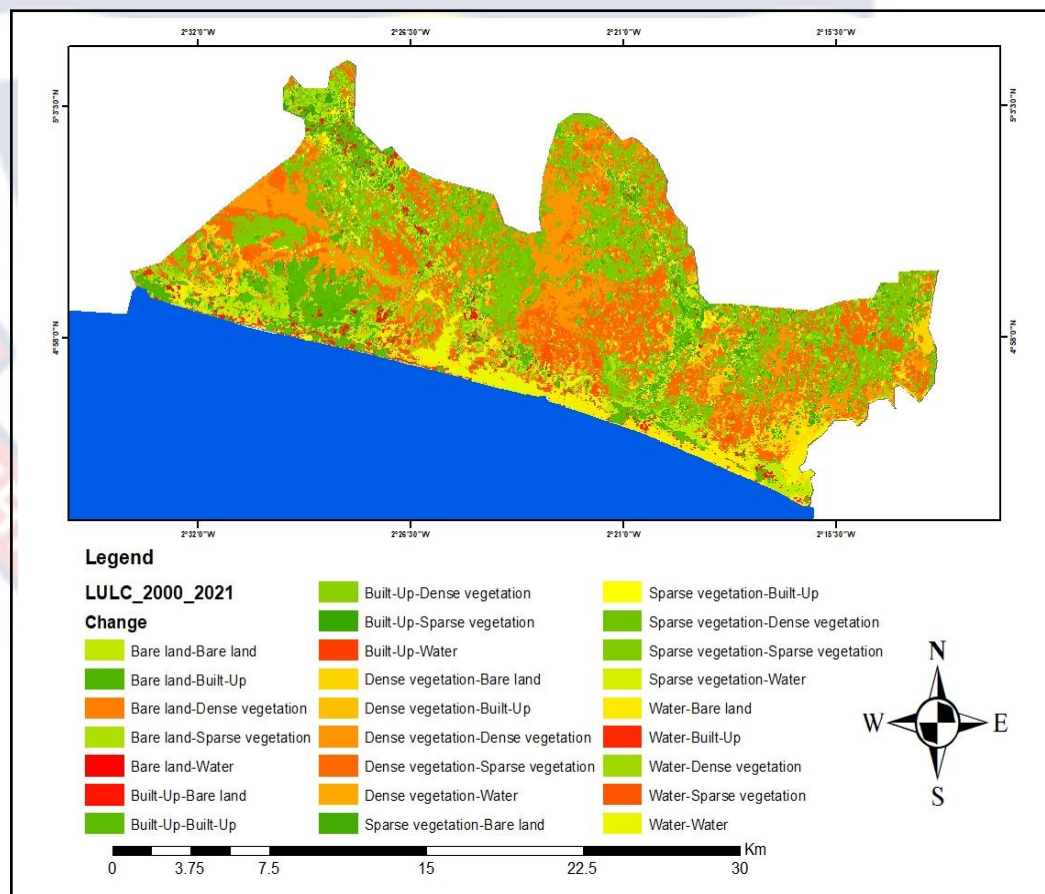 2°32'0"W 2°26'30"W 2°21'0"W 2°15'30"W
5°3'30"N 5°3'30"N
4°58'0"N 4°58'0"N
2°32'0"W 2°26'30"W 2°21'0"W 2°15'30"W
Legend
LULC_2000_2021
Change
Bare land-Bare land
Bare land-Built-Up
Bare land-Dense vegetation
Bare land-Sparse vegetation
Bare land-Water
Built-Up-Bare land
Built-Up-Built-Up
Built-Up-Dense vegetation
Built-Up-Sparse vegetation
Built-Up-Water
Dense vegetation-Bare land
Dense vegetation-Built-Up
Dense vegetation-Dense vegetation
Dense vegetation-Sparse vegetation
Dense vegetation-Water
Sparse vegetation-Bare land
Sparse vegetation-Built-Up
Sparse vegetation-Dense vegetation
Sparse vegetation-Sparse vegetation
Sparse vegetation-Water
Water-Bare land
Water-Built-Up
Water-Dense vegetation
Water-Sparse vegetation
Water-Water
N
W E
S
Km
0 3.75 7.5 15 22.5 30